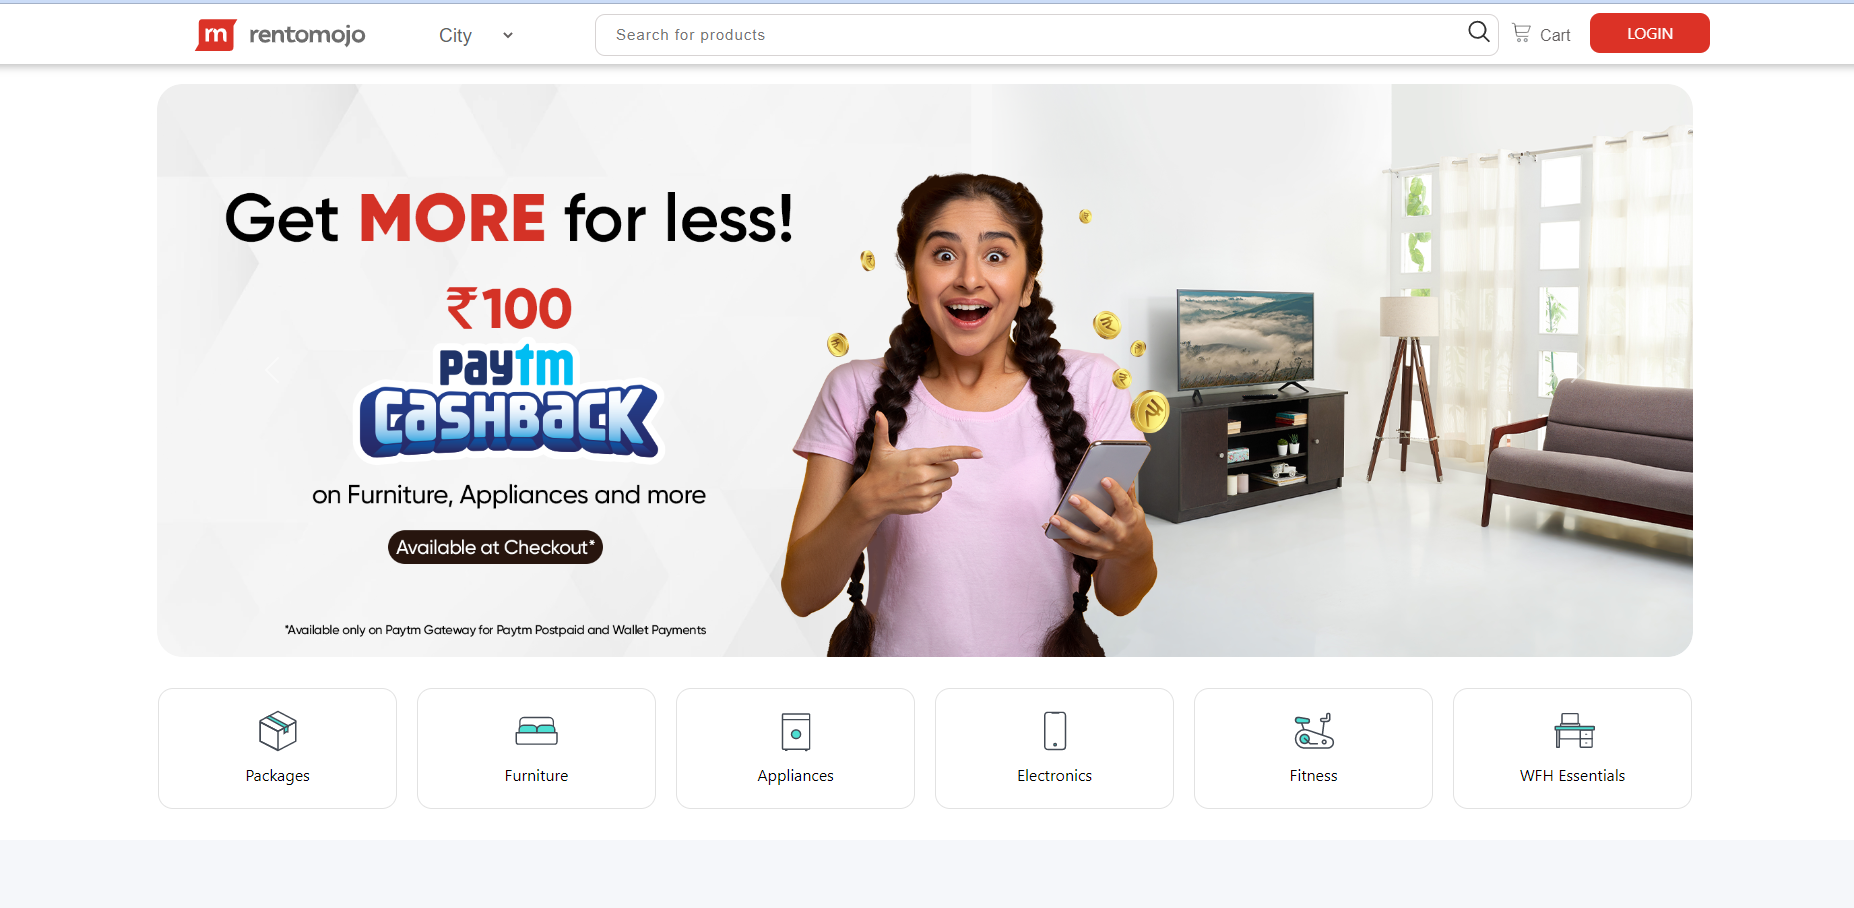 m rentomojo
City
Search for products
Cart
LOGIN
Get MORE for less!
₹100
paytm
CASHBACK
on Furniture, Appliances and more
Available at Checkout*
*Available only on Paytm Gateway for Paytm Postpaid and Wallet Payments
Packages
Furniture
Appliances
Electronics
Fitness
WFH Essentials